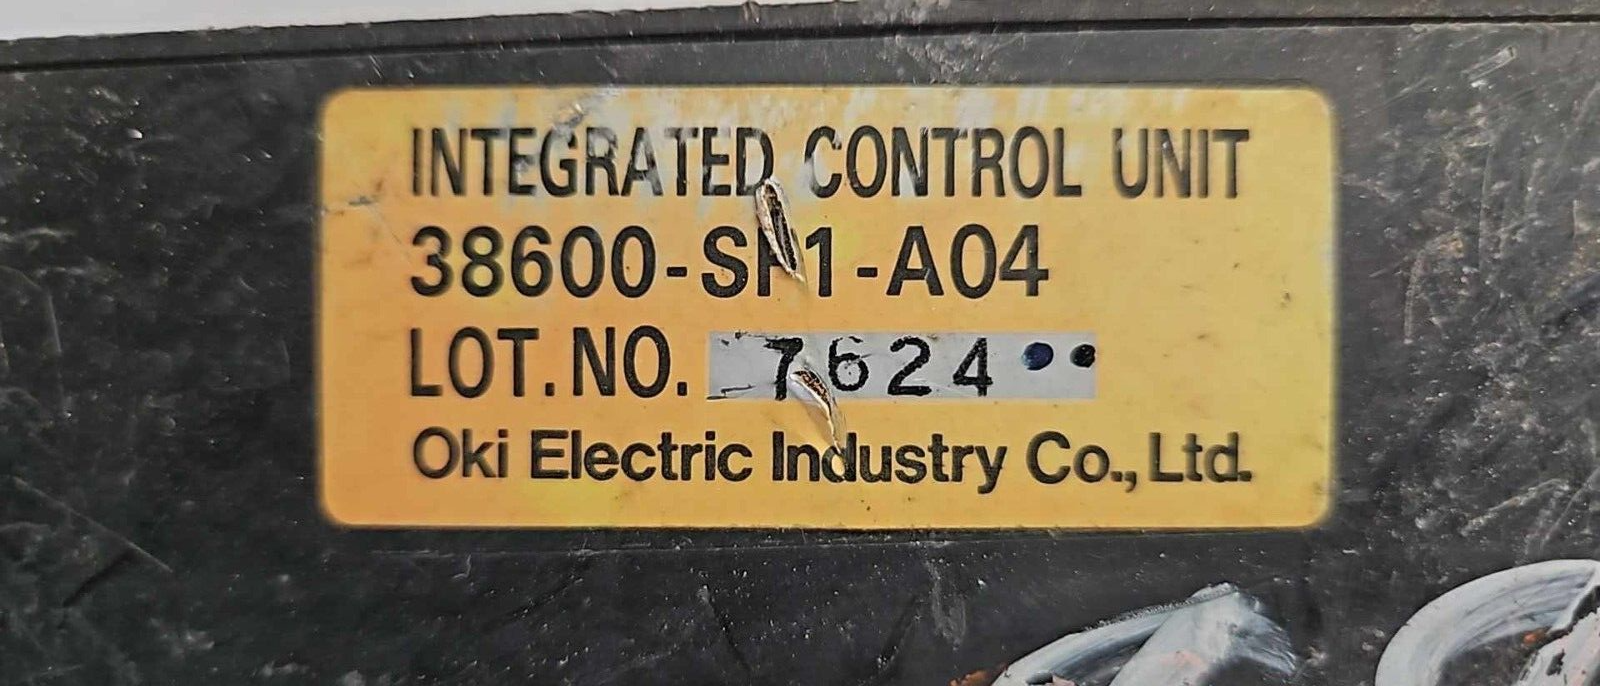 INTEGRATED CONTROL UNIT
38600-SP1-A04
LOT.NO. 7624
Oki Electric Industry Co., Ltd.